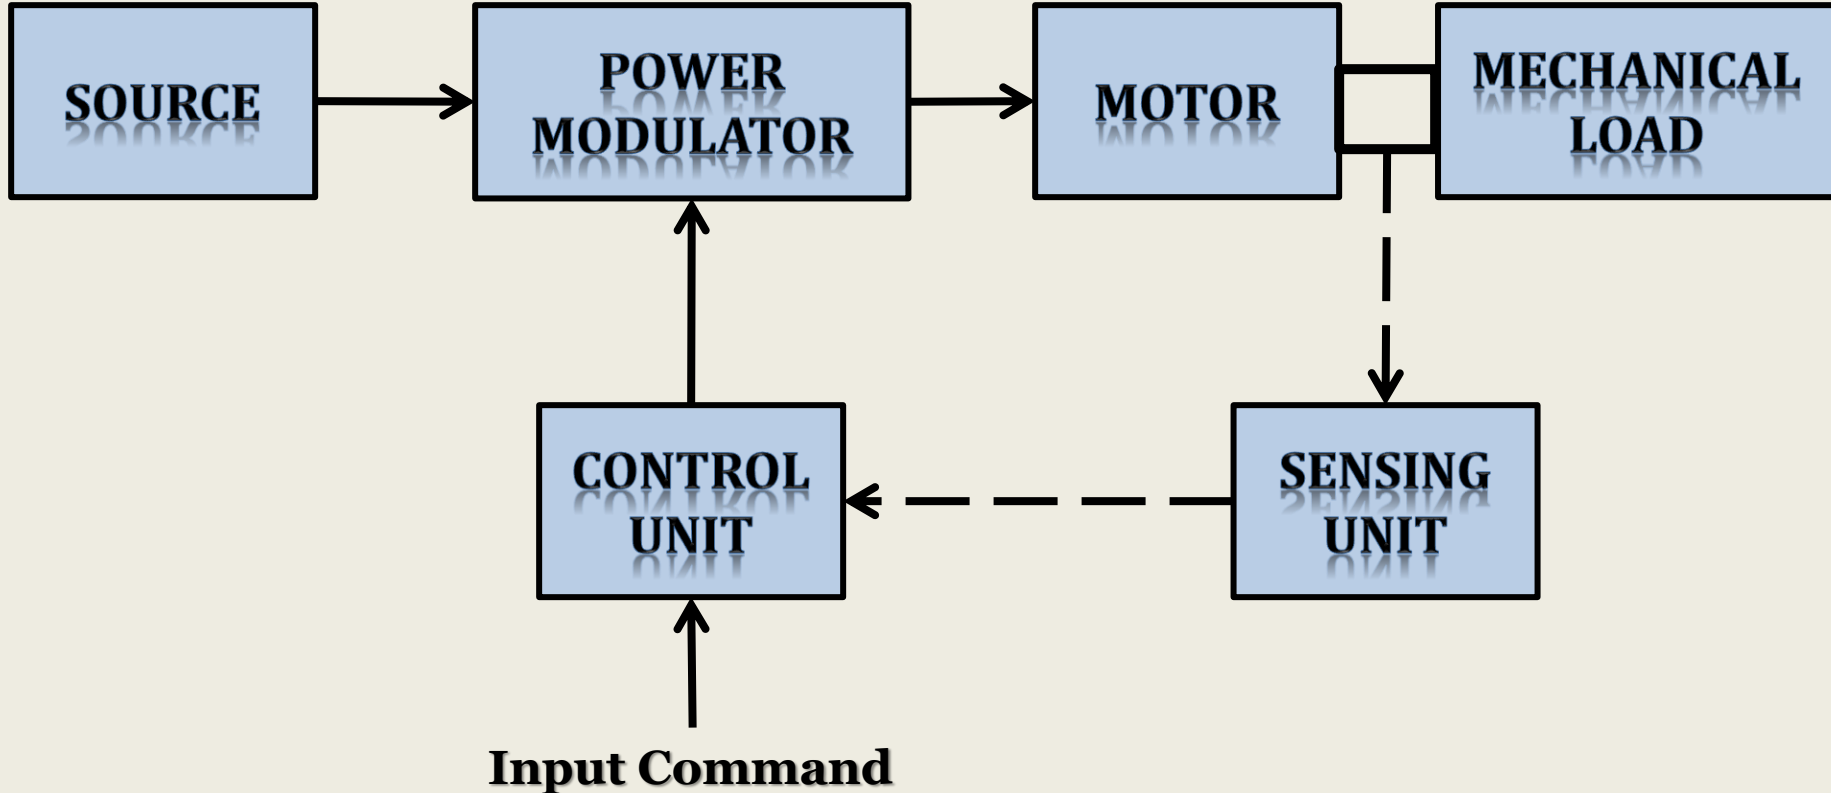 SOURCE
POWER
MODULATOR
MOTOR
MECHANICAL
LOAD
CONTROL
UNIT
SENSING
UNIT
Input Command